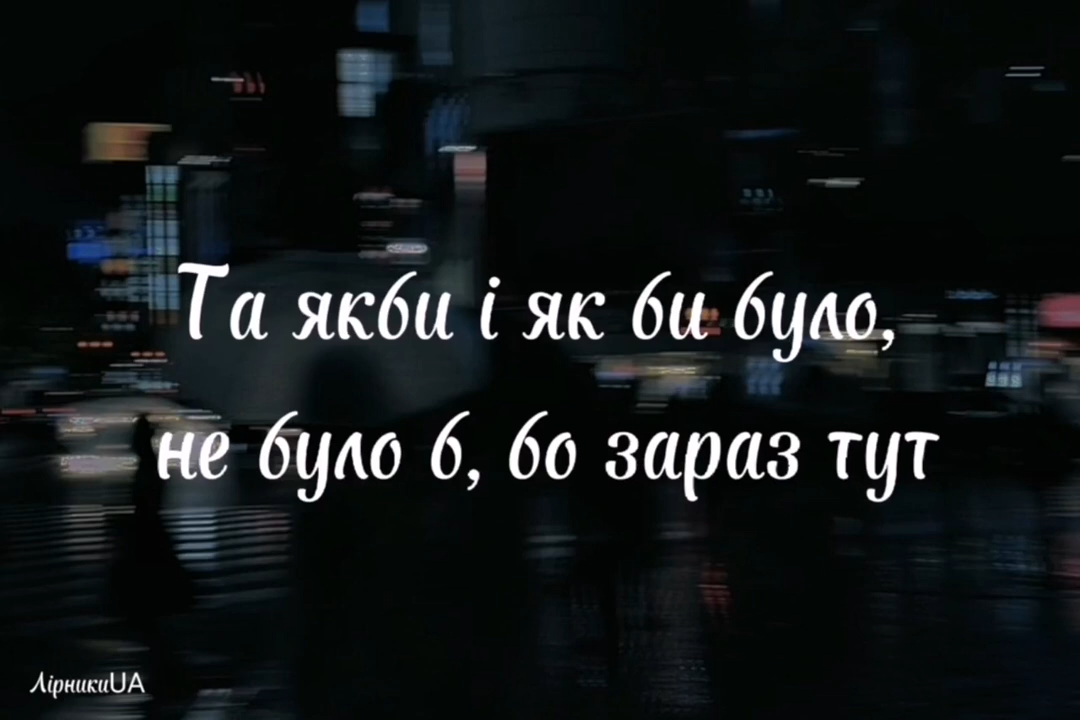 Та якби і як би було,
не було б, бо зараз тут
ЛірникиUA